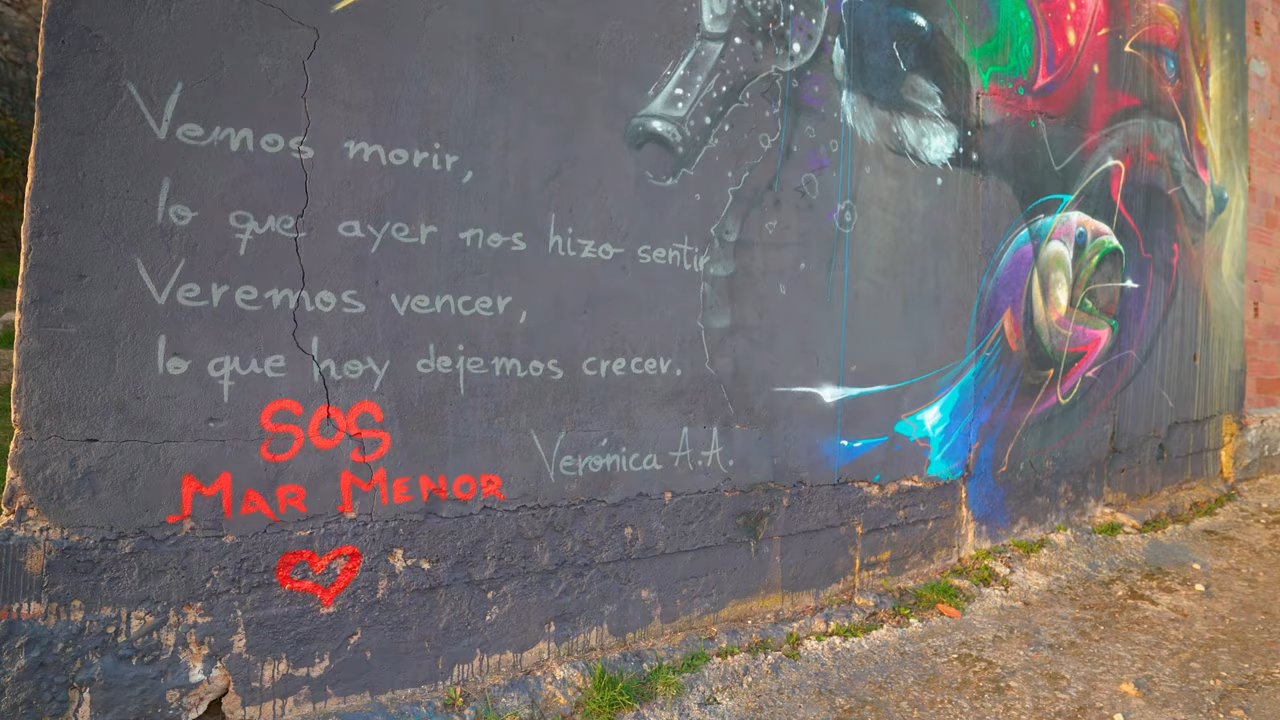 Vemos morir,
lo que ayer nos hizo sentir
Veremos vencer,
lo que hoy dejemos crecer.
SOS
MAR MENOR
Verónica A.A.